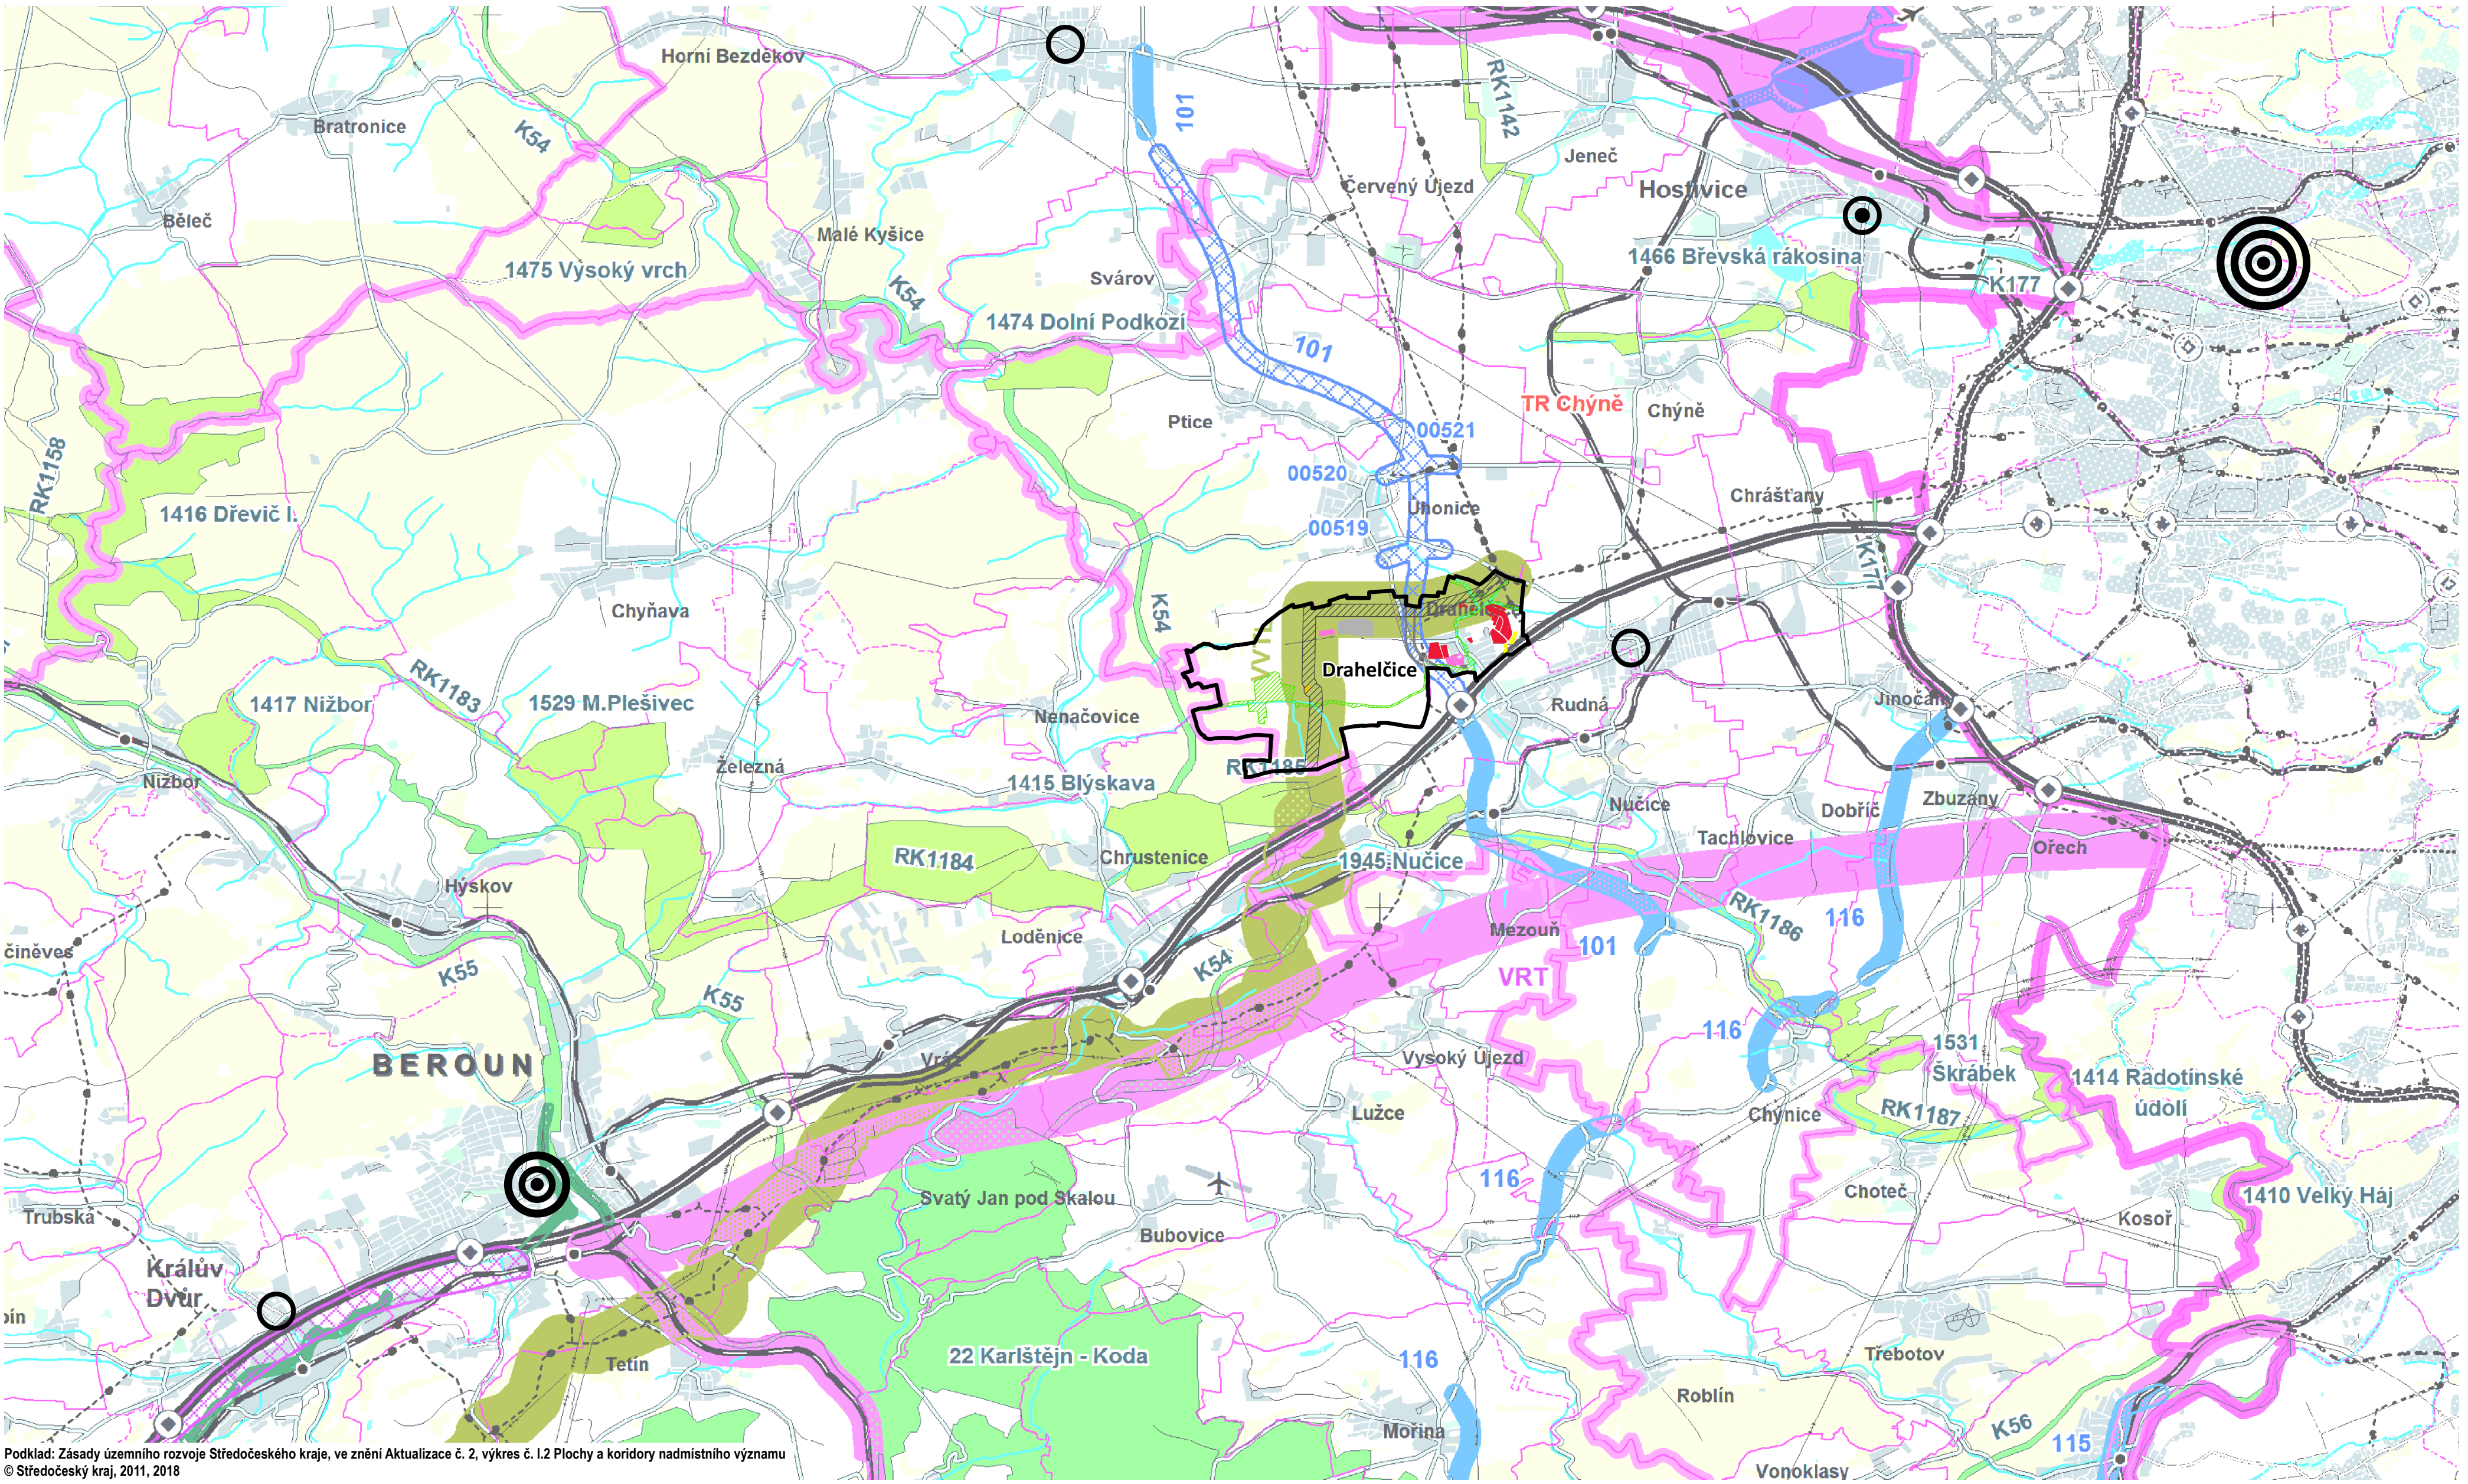 Horní Bezděkov
101
RK1142
Bratronice
K54
Jeneč
Červený Újezd
Hostivice
Běleč
Malé Kyšice
1466 Břevská rákosina
1475 Vysoký vrch
Svárov
K177
K54
1474 Dolní Podkozí
101
TR Chýně
Chýně
Ptice
00521
RK1158
00520
Chrášťany
1416 Dřevič I.
Úhonice
00519
K177
Chyňava
K54
Drahelčice
Drahelčice
RK1183
1417 Nižbor
1529 M.Plešivec
Nenačovice
Rudná
Jinočany
Železná
RK1185
Nižbor
1415 Blýskava
Nučice
Dobříč
Zbuzany
Tachlovice
Chrustenice
RK1184
1945 Nučice
Ořech
Hýskov
RK1186
116
Loděnice
Mezouň
101
činěves
K55
K54
VRT
K55
116
1531
Škrábek
BEROUN
Vráž
Vysoký Újezd
1414 Radotínské
údolí
Lužce
Chýnice
RK1187
116
Svatý Jan pod Skalou
Choteč
1410 Velký Háj
Trubská
Kosoř
Bubovice
Králův
Dvůr
pín
22 Karlštejn - Koda
116
Třebotov
Tetín
Roblín
Mořina
K56
115
Vonoklasy
Podklad: Zásady územního rozvoje Středočeského kraje, ve znění Aktualizace č. 2, výkres č. I.2 Plochy a koridory nadmístního významu
© Středočeský kraj, 2011, 2018